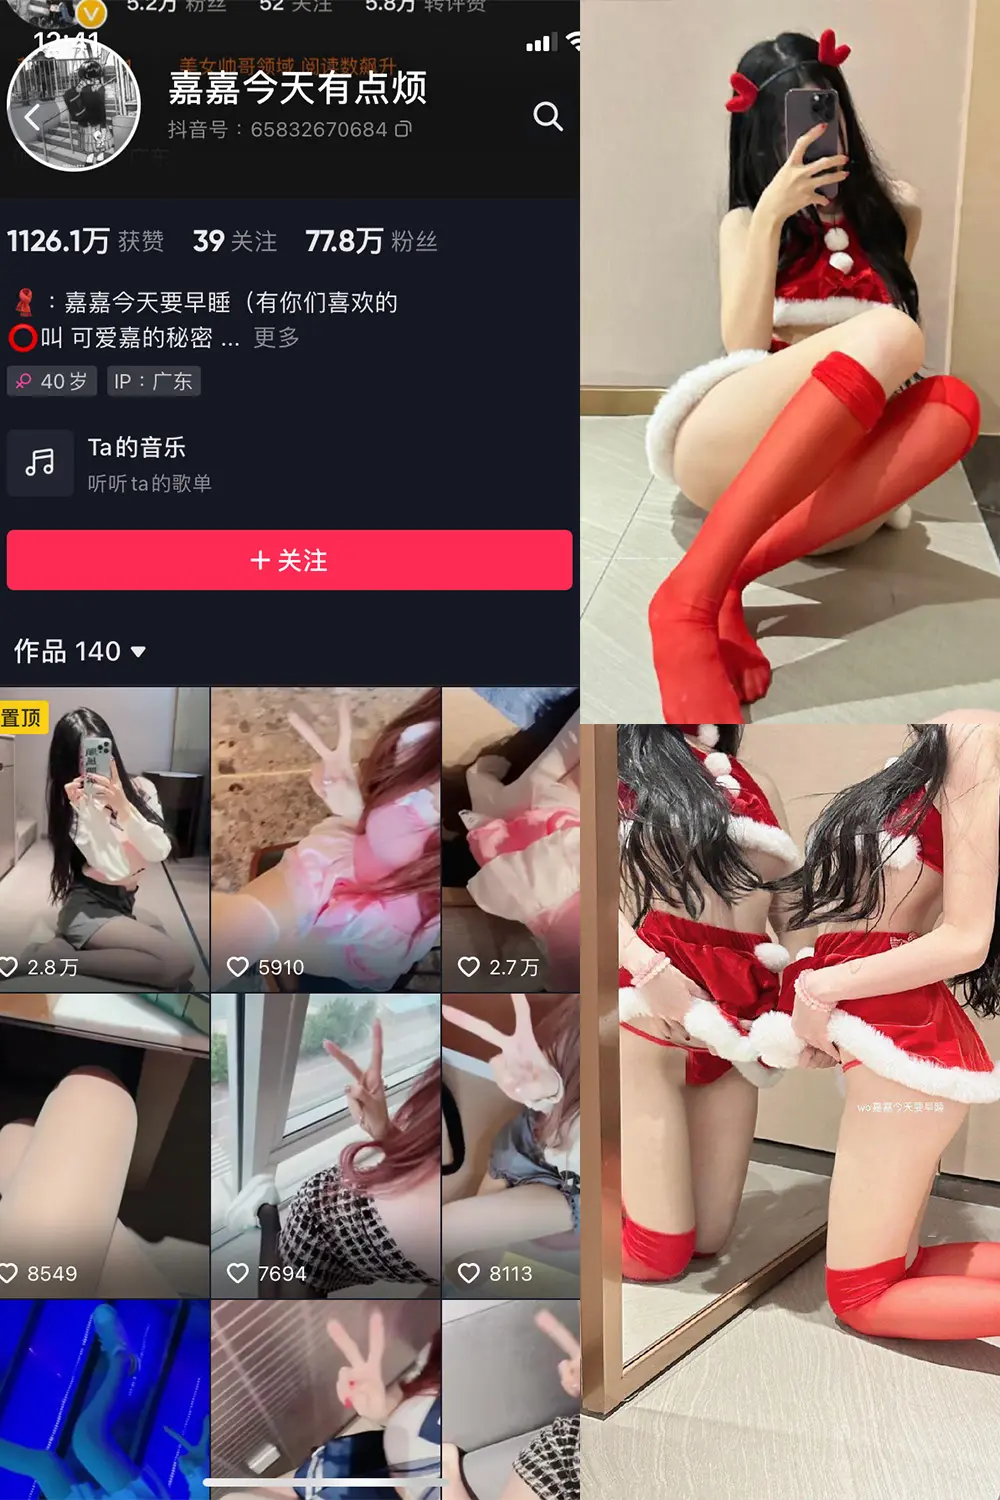 5.2万 粉丝 52 关注 5.8万 转评赞
12:41
美女帅哥领域 阅读数飙升
嘉嘉今天有点烦
抖音号：65832670684
广东
1126.1万 获赞 39 关注 77.8万 粉丝
：嘉嘉今天要早睡（有你们喜欢的
⭕叫 可爱嘉的秘密 ... 更多
♀ 40岁 IP：广东
Ta的音乐
听听ta的歌单
+ 关注
作品 140
置顶
2.8万 5910 2.7万
8549 7694 8113
wo嘉嘉今天要早睡